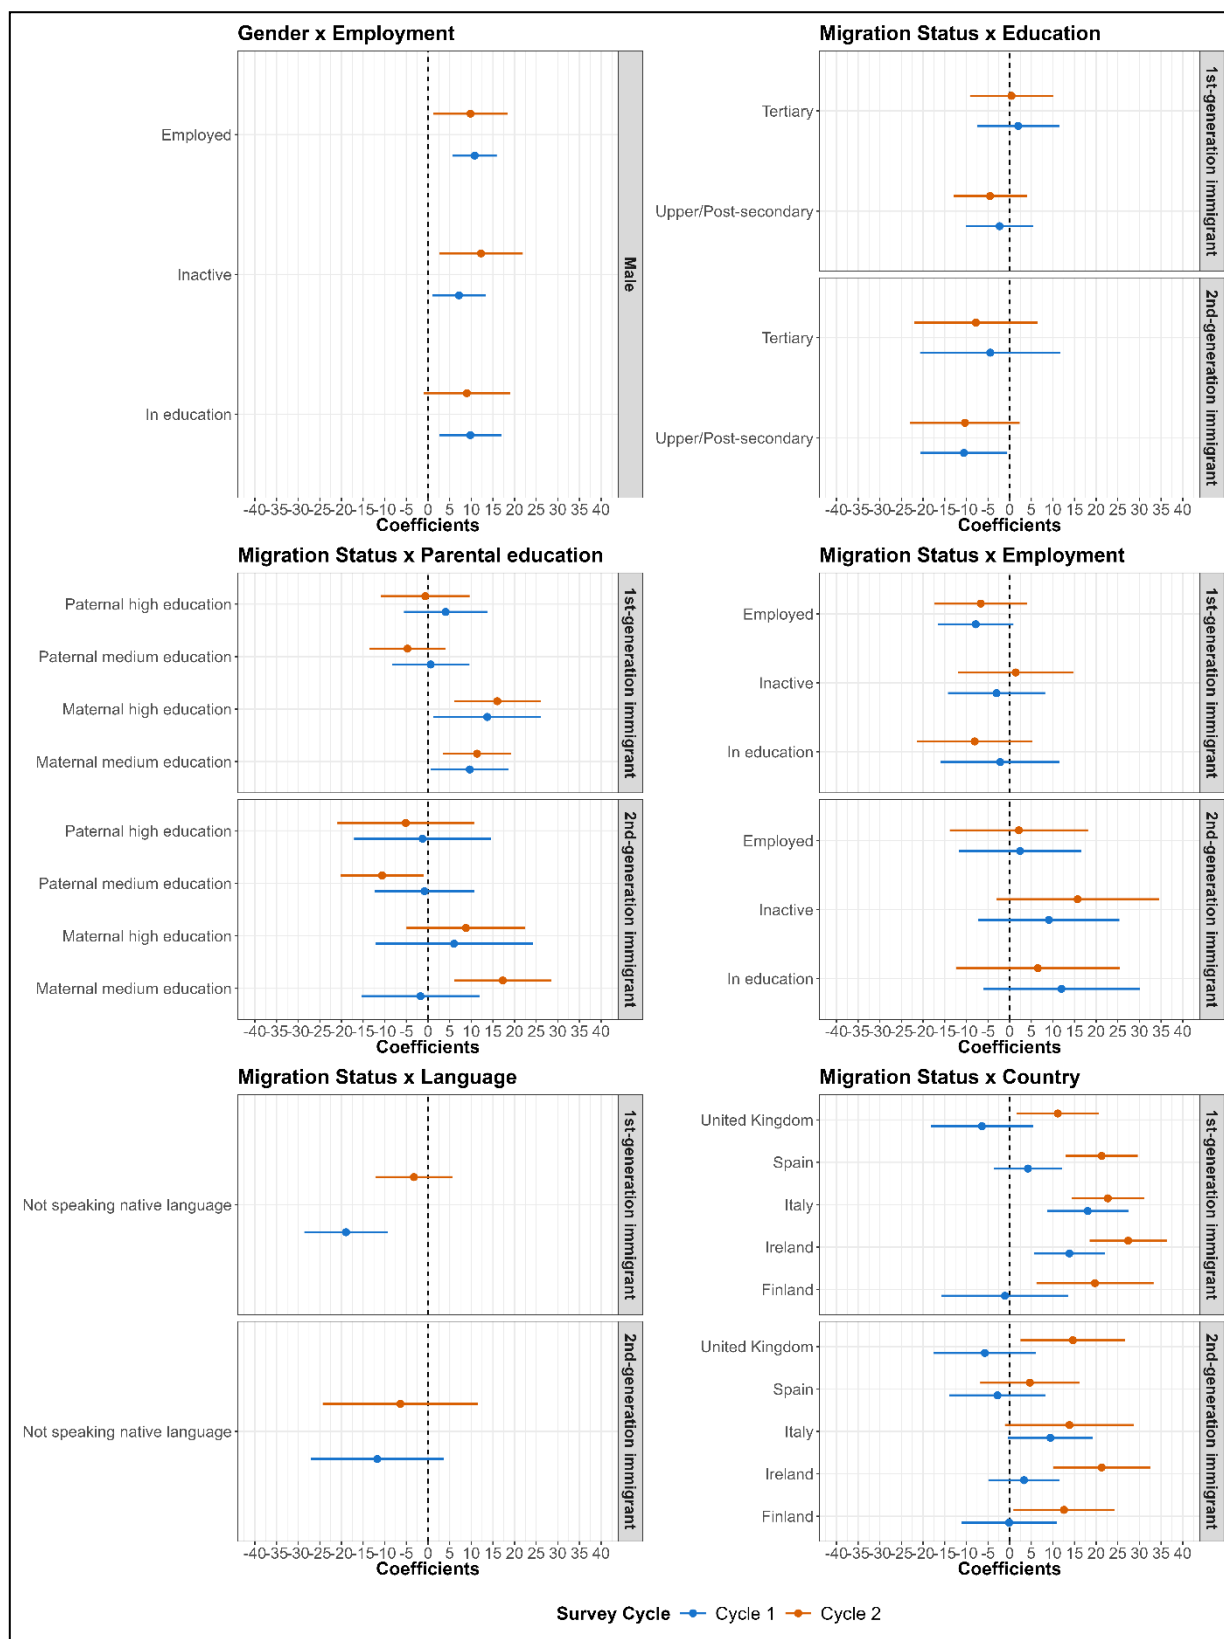 Gender x Employment
Employed
Inactive
In education
Male
-40 -35 -30 -25 -20 -15 -10 -5 0 5 10 15 20 25 30 35 40
Coefficients
Migration Status x Education
Tertiary
Upper/Post-secondary
1st-generation immigrant
Tertiary
Upper/Post-secondary
2nd-generation immigrant
-40 -35 -30 -25 -20 -15 -10 -5 0 5 10 15 20 25 30 35 40
Coefficients
Migration Status x Parental education
Paternal high education
Paternal medium education
Maternal high education
Maternal medium education
1st-generation immigrant
Paternal high education
Paternal medium education
Maternal high education
Maternal medium education
2nd-generation immigrant
-40 -35 -30 -25 -20 -15 -10 -5 0 5 10 15 20 25 30 35 40
Coefficients
Migration Status x Employment
Employed
Inactive
In education
1st-generation immigrant
Employed
Inactive
In education
2nd-generation immigrant
-40 -35 -30 -25 -20 -15 -10 -5 0 5 10 15 20 25 30 35 40
Coefficients
Migration Status x Language
Not speaking native language
1st-generation immigrant
Not speaking native language
2nd-generation immigrant
-40 -35 -30 -25 -20 -15 -10 -5 0 5 10 15 20 25 30 35 40
Coefficients
Migration Status x Country
United Kingdom
Spain
Italy
Ireland
Finland
1st-generation immigrant
United Kingdom
Spain
Italy
Ireland
Finland
2nd-generation immigrant
-40 -35 -30 -25 -20 -15 -10 -5 0 5 10 15 20 25 30 35 40
Coefficients
Survey Cycle Cycle 1 Cycle 2